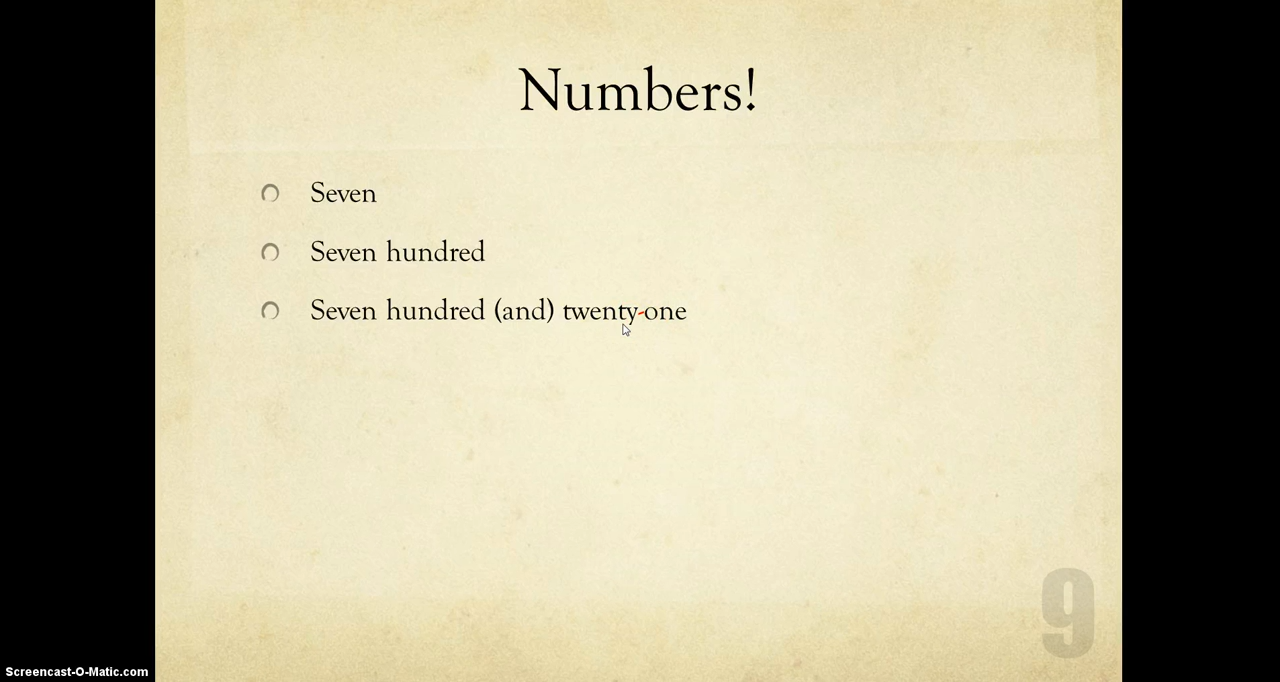 Numbers!
Seven
Seven hundred
Seven hundred (and) twenty-one
9
Screencast-O-Matic.com